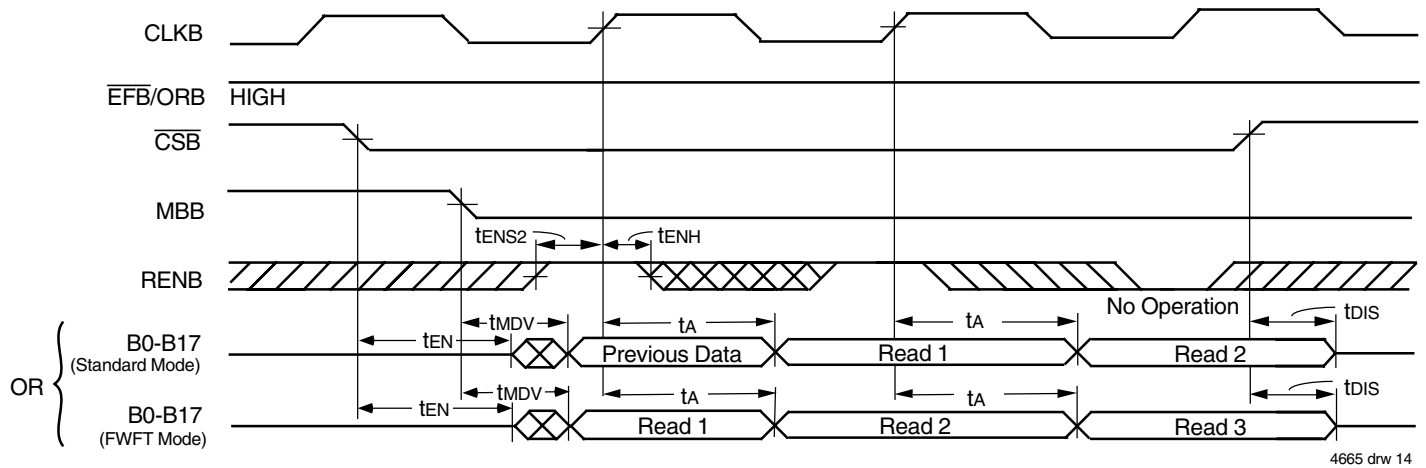 CLKB
EFB/ORB HIGH
CSB
MBB
tENS2 tENH
RENB
No Operation
tMDV tA tA tDIS
tEN
B0-B17
(Standard Mode)
Previous Data Read 1 Read 2
OR
tMDV tA tA tDIS
tEN
B0-B17
(FWFT Mode)
Read 1 Read 2 Read 3
4665 drw 14